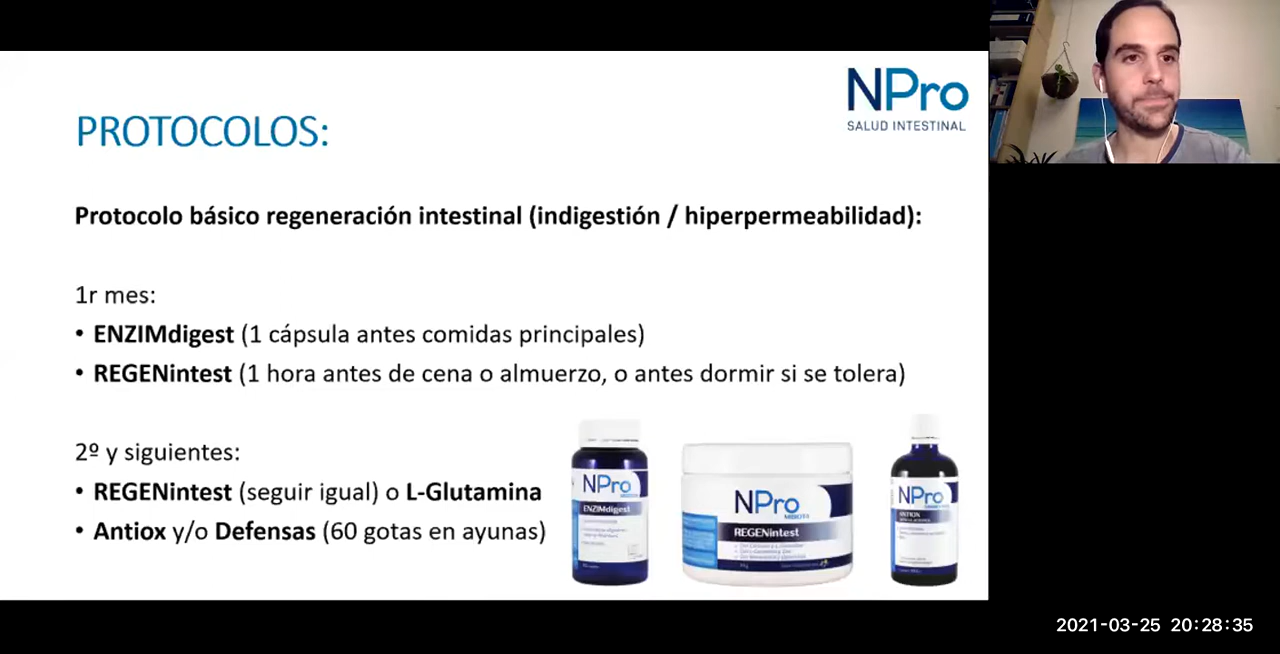 NPro
SALUD INTESTINAL
PROTOCOLOS:
Protocolo básico regeneración intestinal (indigestión / hiperpermeabilidad):
1r mes:
• ENZIMdigest (1 cápsula antes comidas principales)
• REGENintest (1 hora antes de cena o almuerzo, o antes dormir si se tolera)
2º y siguientes:
• REGENintest (seguir igual) o L-Glutamina
• Antiox y/o Defensas (60 gotas en ayunas)
NPro
ENZIMdigest
NPro
REGENintest
NPro
2021-03-25 20:28:35